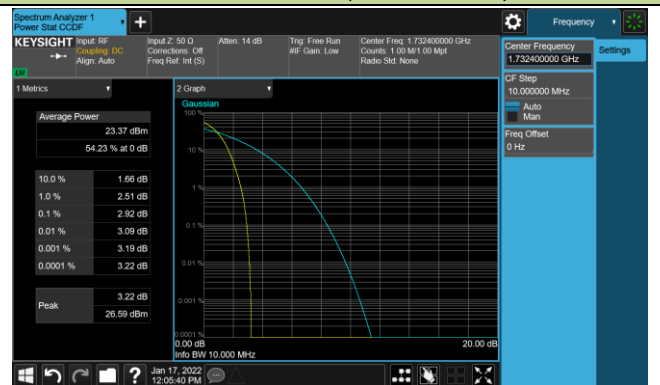 Spectrum Analyzer 1
Power Stat CCDF
Frequency
KEYSIGHT
Input: RF
Coupling: DC
Align: Auto
Input Z: 50 Ω
Corrections: Off
Freq Ref: Int (S)
Atten: 14 dB
Trig: Free Run
#IF Gain: Low
Center Freq: 1.732400000 GHz
Counts: 1.00 M/1.00 Mpt
Radio Std: None
1 Metrics
Average Power
23.37 dBm
54.23 % at 0 dB
10.0 % 1.66 dB
1.0 % 2.51 dB
0.1 % 2.92 dB
0.01 % 3.09 dB
0.001 % 3.19 dB
0.0001 % 3.22 dB
Peak
3.22 dB
26.59 dBm
2 Graph
Gaussian
100 %
10 %
1 %
0.1 %
0.01 %
0.001 %
0.0001 %
0.00 dB 20.00 dB
Info BW 10.000 MHz
Center Frequency
1.732400000 GHz
Settings
CF Step
10.000000 MHz
Auto
Man
Freq Offset
0 Hz
Jan 17, 2022
12:05:40 PM